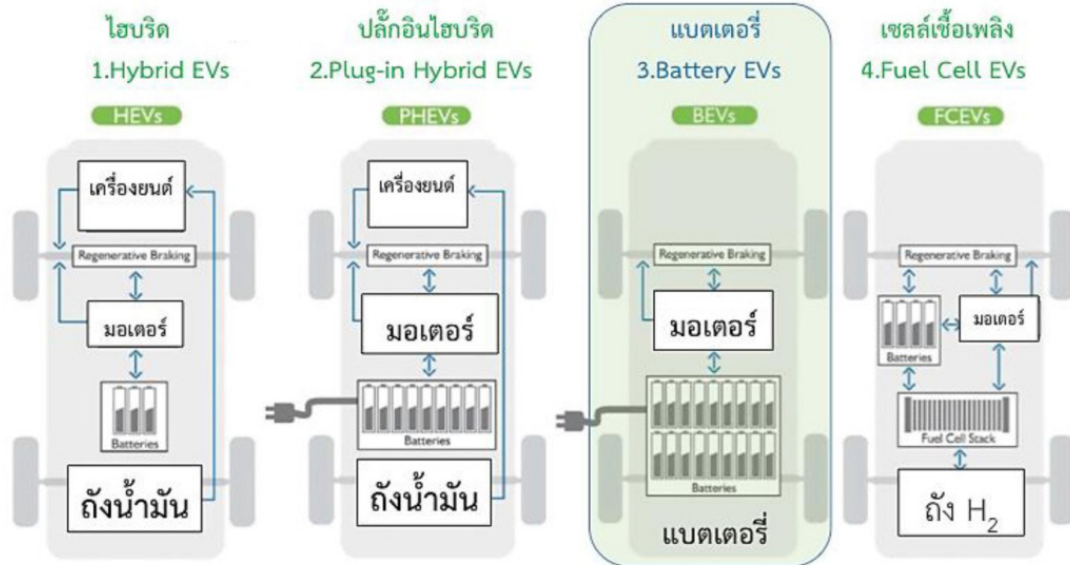 ไฮบริด
1.Hybrid EVs
HEVs
เครื่องยนต์
Regenerative Braking
มอเตอร์
Batteries
ถังน้ำมัน
ปลั๊กอินไฮบริด
2.Plug-in Hybrid EVs
PHEVs
เครื่องยนต์
Regenerative Braking
มอเตอร์
Batteries
ถังน้ำมัน
แบตเตอรี่
3.Battery EVs
BEVs
Regenerative Braking
มอเตอร์
Batteries
แบตเตอรี่
เซลล์เชื้อเพลิง
4.Fuel Cell EVs
FCEVs
Regenerative Braking
มอเตอร์
Batteries
Fuel Cell Stack
ถัง H₂